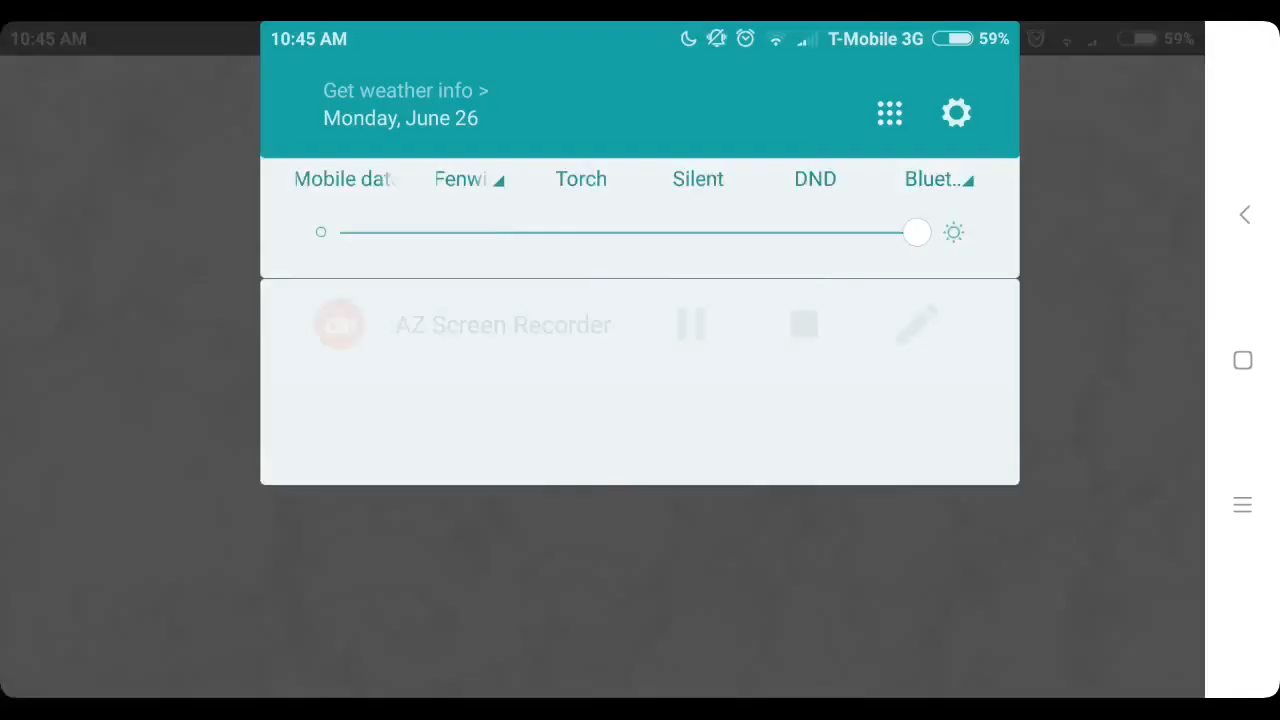 10:45 AM
10:45 AM T-Mobile 3G 59%
59%
Get weather info >
Monday, June 26
Mobile dat Fenwi Torch Silent DND Bluet..
AZ Screen Recorder